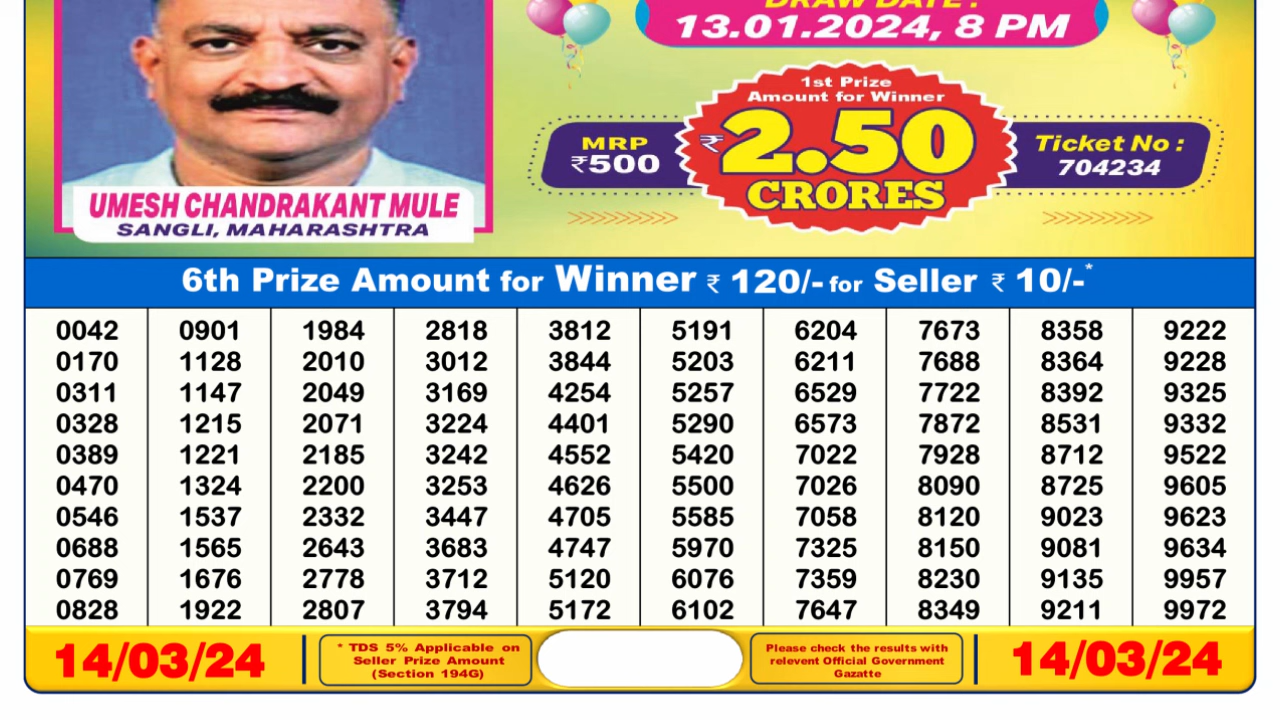 DRAW DATE :
13.01.2024, 8 PM
1st Prize
Amount for Winner
MRP
₹500
₹2.50
CRORES
Ticket No :
704234
UMESH CHANDRAKANT MULE
SANGLI, MAHARASHTRA
6th Prize Amount for Winner ₹ 120/- for Seller ₹ 10/-*
0042 0901 1984 2818 3812 5191 6204 7673 8358 9222
0170 1128 2010 3012 3844 5203 6211 7688 8364 9228
0311 1147 2049 3169 4254 5257 6529 7722 8392 9325
0328 1215 2071 3224 4401 5290 6573 7872 8531 9332
0389 1221 2185 3242 4552 5420 7022 7928 8712 9522
0470 1324 2200 3253 4626 5500 7026 8090 8725 9605
0546 1537 2332 3447 4705 5585 7058 8120 9023 9623
0688 1565 2643 3683 4747 5970 7325 8150 9081 9634
0769 1676 2778 3712 5120 6076 7359 8230 9135 9957
0828 1922 2807 3794 5172 6102 7647 8349 9211 9972
14/03/24
* TDS 5% Applicable on
Seller Prize Amount
(Section 194G)
Please check the results with
relevent Official Government
Gazatte
14/03/24